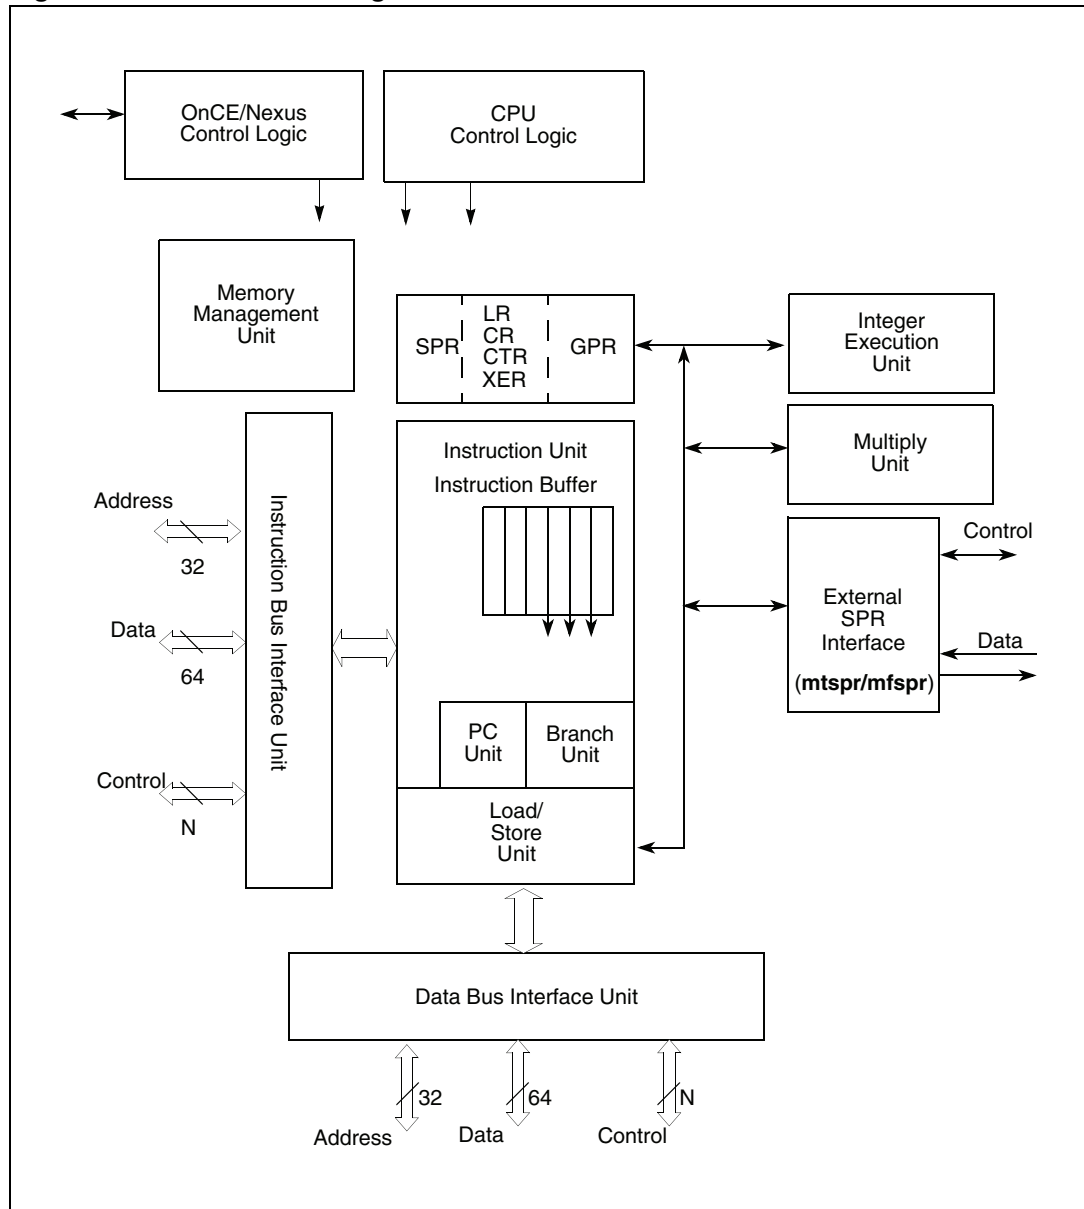 OnCE/Nexus
Control Logic
CPU
Control Logic
Memory
Management
Unit
SPR
LR
CR
CTR
XER
GPR
Integer
Execution
Unit
Instruction Unit
Instruction Buffer
Multiply
Unit
Instruction Bus Interface Unit
Address
32
Data
64
Control
N
External
SPR
Interface
(mtspr/mfspr)
Control
Data
PC
Unit
Branch
Unit
Load/
Store
Unit
Data Bus Interface Unit
32
64
N
Address
Data
Control